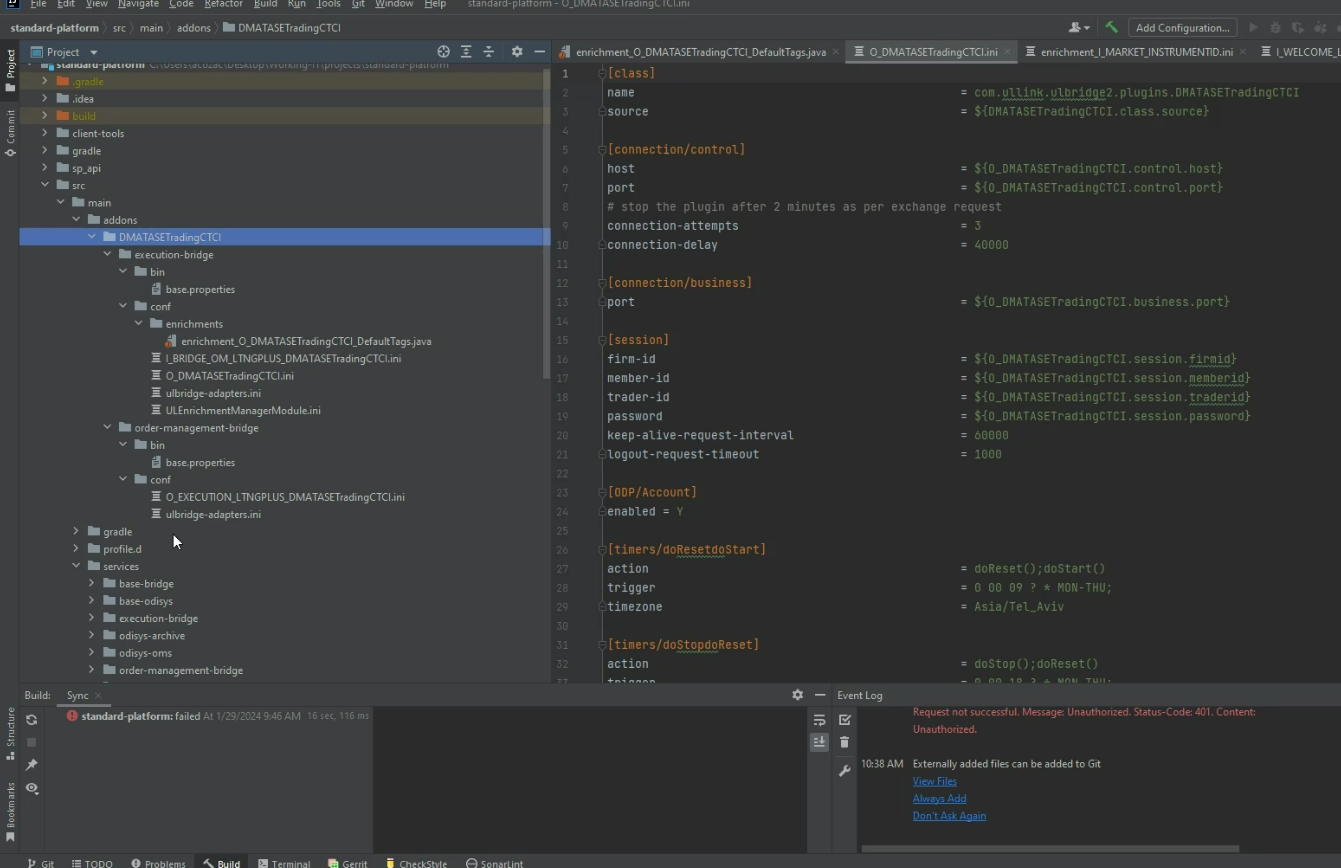 File Edit View Navigate Code Refactor Build Run Tools Git Window Help standard-platform - O_DMATASETradingCTCI.ini
standard-platform src main addons DMATASETradingCTCI
Add Configuration...
Project
enrichment_O_DMATASETradingCTCI_DefaultTags.java O_DMATASETradingCTCI.ini enrichment_I_MARKET_INSTRUMENTID.ini I_WELCOME_L
Project
Commit
Structure
Bookmarks
standard-platform
.gradle
.idea
build
client-tools
gradle
sp_api
src
main
addons
DMATASETradingCTCI
execution-bridge
bin
base.properties
conf
enrichments
enrichment_O_DMATASETradingCTCI_DefaultTags.java
I_BRIDGE_OM_LTNGPLUS_DMATASETradingCTCI.ini
O_DMATASETradingCTCI.ini
ulbridge-adapters.ini
ULEnrichmentManagerModule.ini
order-management-bridge
bin
base.properties
conf
O_EXECUTION_LTNGPLUS_DMATASETradingCTCI.ini
ulbridge-adapters.ini
gradle
profile.d
services
base-bridge
base-odisys
execution-bridge
odisys-archive
odisys-oms
order-management-bridge
1 [class]
2 name = com.ullink.ulbridge2.plugins.DMATASETradingCTCI
3 source = ${DMATASETradingCTCI.class.source}
4
5 [connection/control]
6 host = ${O_DMATASETradingCTCI.control.host}
7 port = ${O_DMATASETradingCTCI.control.port}
8 # stop the plugin after 2 minutes as per exchange request
9 connection-attempts = 3
10 connection-delay = 40000
11
12 [connection/business]
13 port = ${O_DMATASETradingCTCI.business.port}
14
15 [session]
16 firm-id = ${O_DMATASETradingCTCI.session.firmid}
17 member-id = ${O_DMATASETradingCTCI.session.memberid}
18 trader-id = ${O_DMATASETradingCTCI.session.traderid}
19 password = ${O_DMATASETradingCTCI.session.password}
20 keep-alive-request-interval = 60000
21 logout-request-timeout = 1000
22
23 [ODP/Account]
24 enabled = Y
25
26 [timers/doResetdoStart]
27 action = doReset();doStart()
28 trigger = 0 00 09 ? * MON-THU;
29 timezone = Asia/Tel_Aviv
30
31 [timers/doStopdoReset]
32 action = doStop();doReset()
trigger = 0 00 18 ? * MON-THU;
Build: Sync
standard-platform: failed At 1/29/2024 9:46 AM 16 sec, 116 ms
Event Log
Request not successful. Message: Unauthorized. Status-Code: 401. Content:
Unauthorized.
10:38 AM Externally added files can be added to Git
View Files
Always Add
Don't Ask Again
Git TODO Problems Build Terminal Gerrit CheckStyle SonarLint